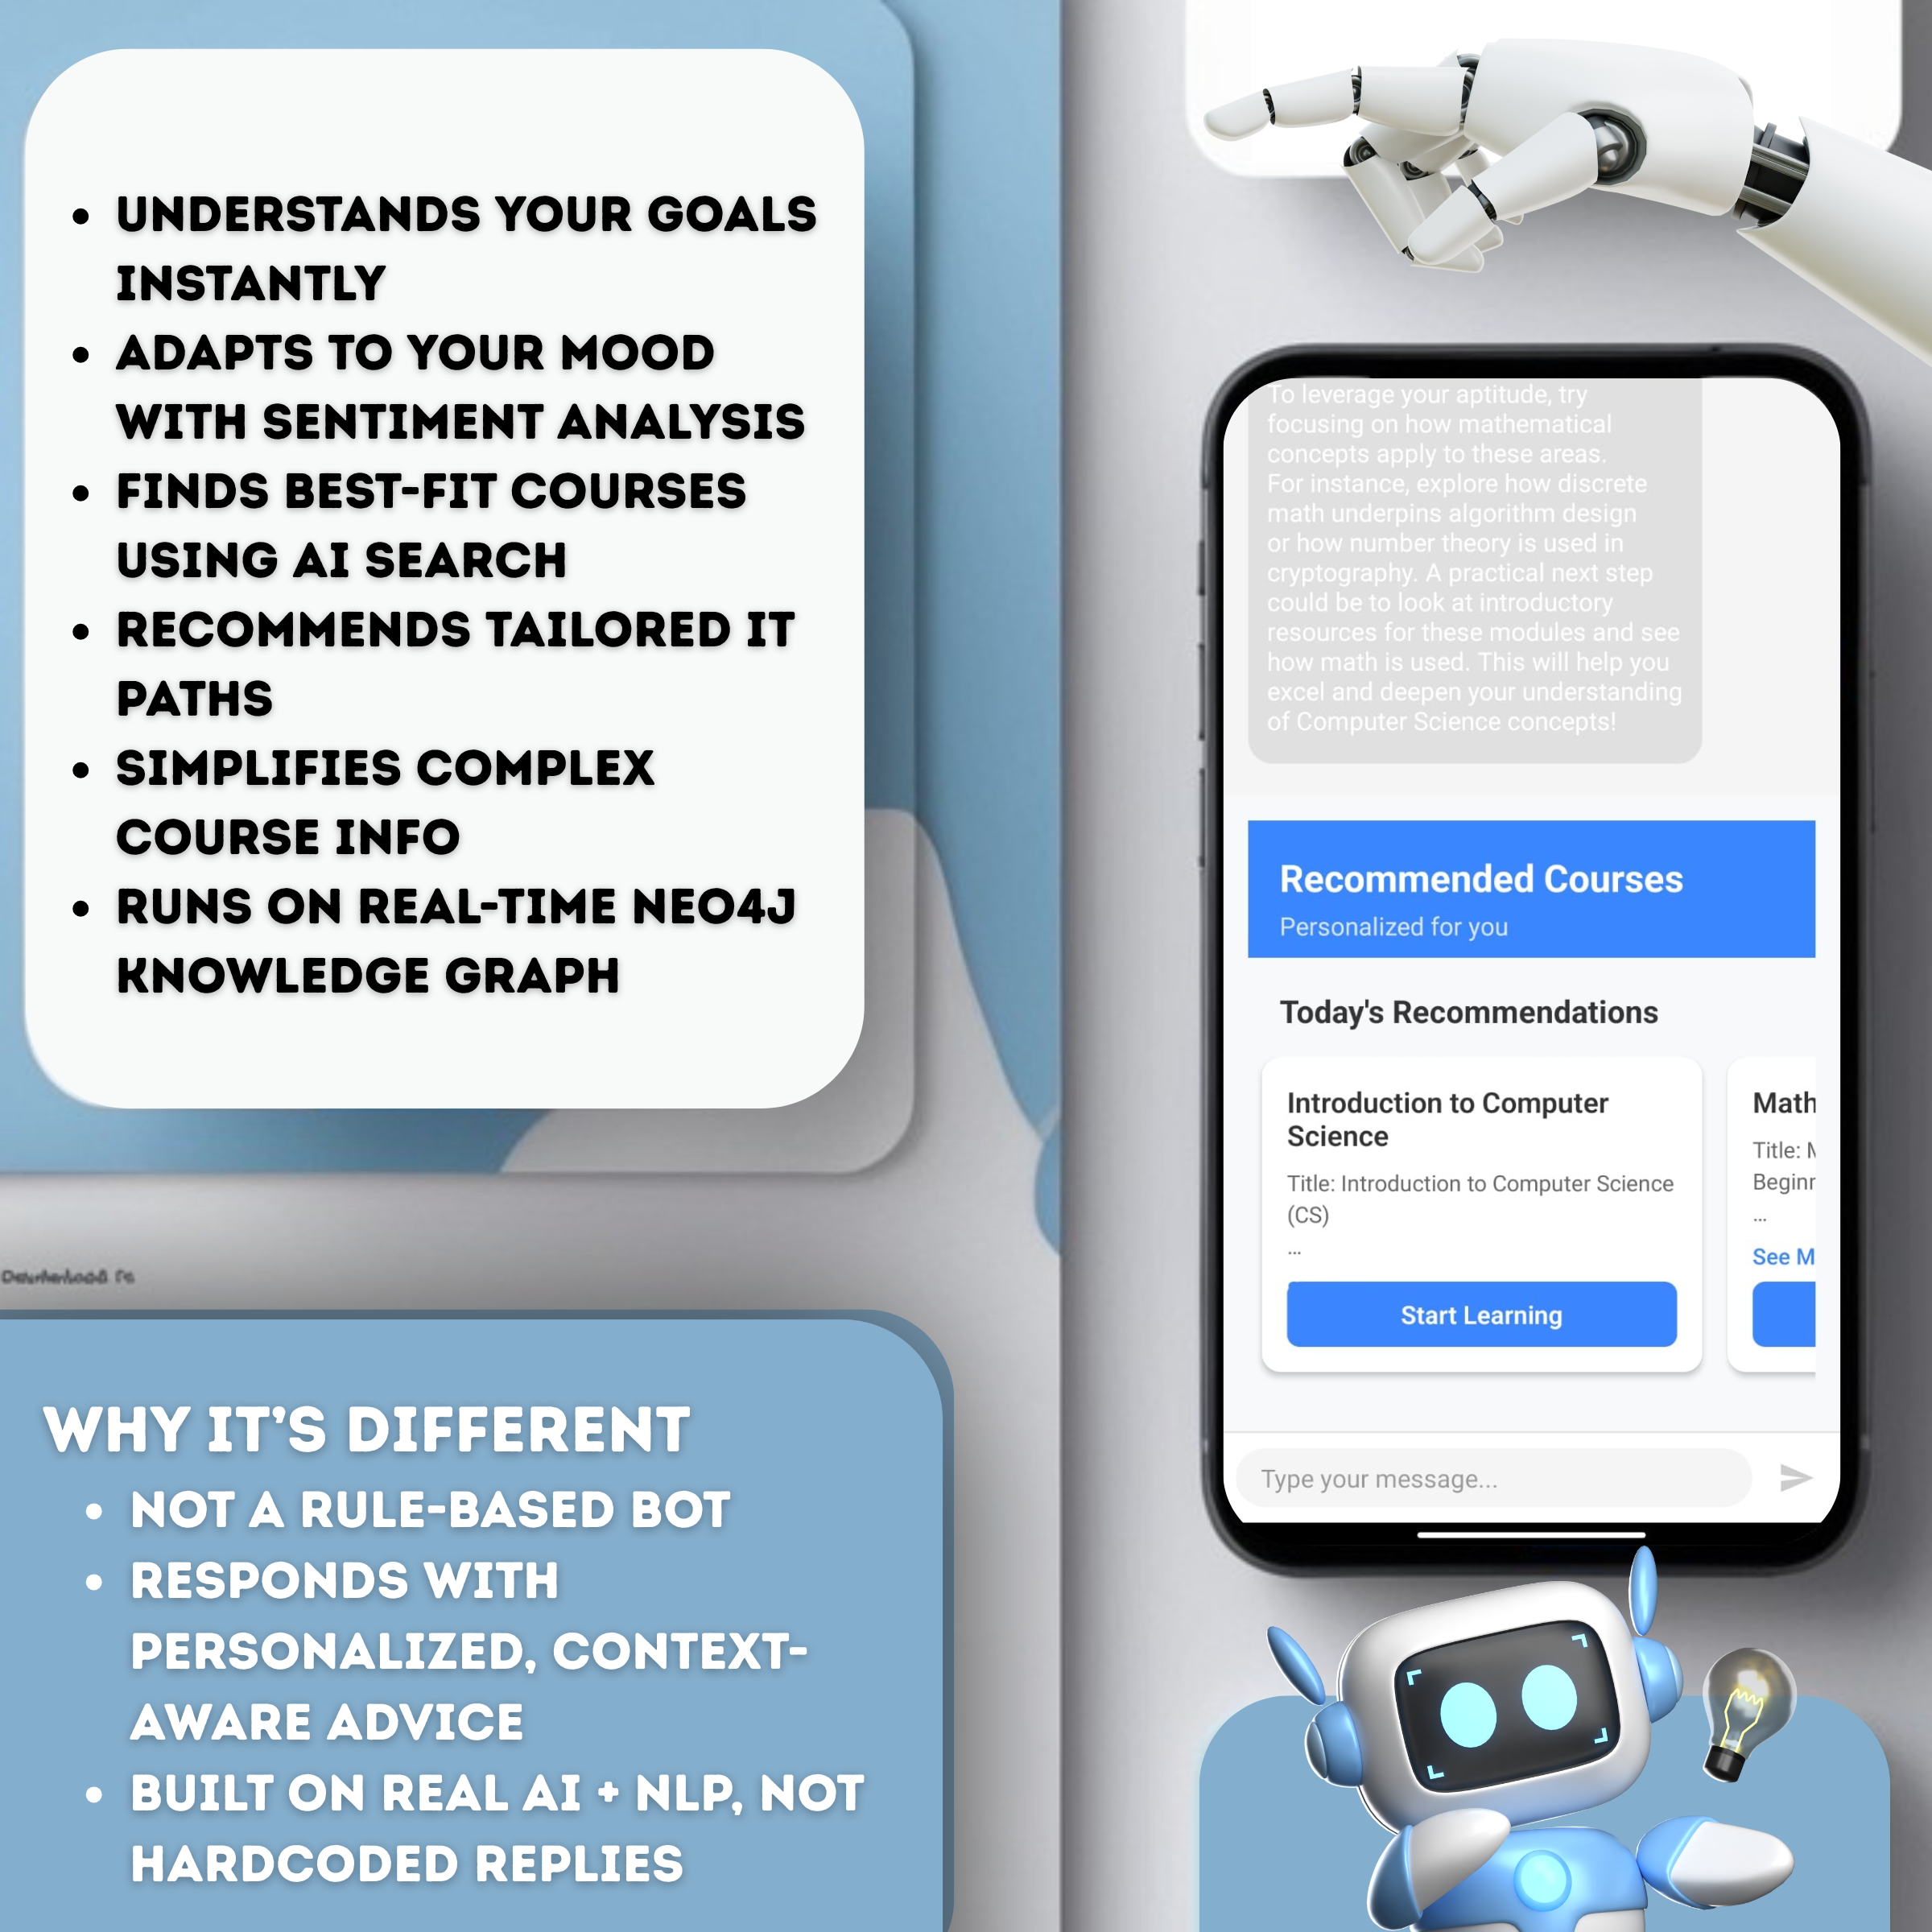 UNDERSTANDS YOUR GOALS
INSTANTLY
ADAPTS TO YOUR MOOD
WITH SENTIMENT ANALYSIS
FINDS BEST-FIT COURSES
USING AI SEARCH
RECOMMENDS TAILORED IT
PATHS
SIMPLIFIES COMPLEX
COURSE INFO
RUNS ON REAL-TIME NEO4J
KNOWLEDGE GRAPH
WHY IT'S DIFFERENT
NOT A RULE-BASED BOT
RESPONDS WITH
PERSONALIZED, CONTEXT-
AWARE ADVICE
BUILT ON REAL AI + NLP, NOT
HARDCODED REPLIES
To leverage your aptitude, try
focusing on how mathematical
concepts apply to these areas.
For instance, explore how discrete
math underpins algorithm design
or how number theory is used in
cryptography. A practical next step
could be to look at introductory
resources for these modules and see
how math is used. This will help you
excel and deepen your understanding
of Computer Science concepts!
Recommended Courses
Personalized for you
Today's Recommendations
Introduction to Computer
Science
Title: Introduction to Computer Science
(CS)
...
Start Learning
Math
Title:
...
See
Type your message...